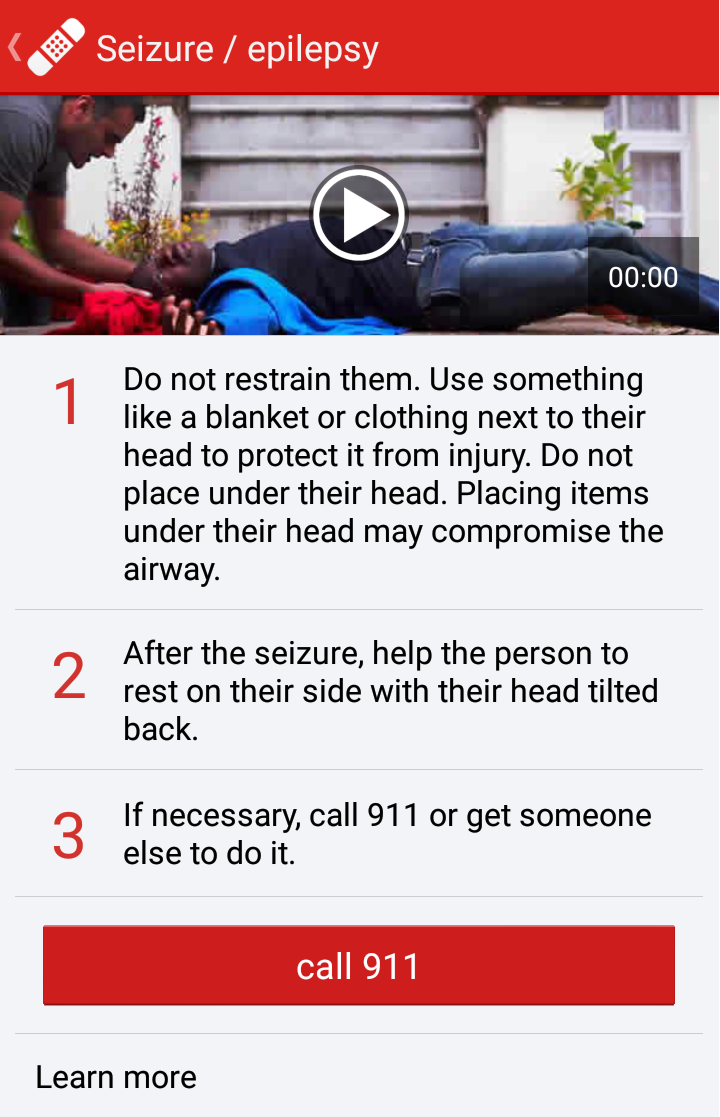 Seizure / epilepsy
00:00
1
Do not restrain them. Use something
like a blanket or clothing next to their
head to protect it from injury. Do not
place under their head. Placing items
under their head may compromise the
airway.
2
After the seizure, help the person to
rest on their side with their head tilted
back.
3
If necessary, call 911 or get someone
else to do it.
call 911
Learn more